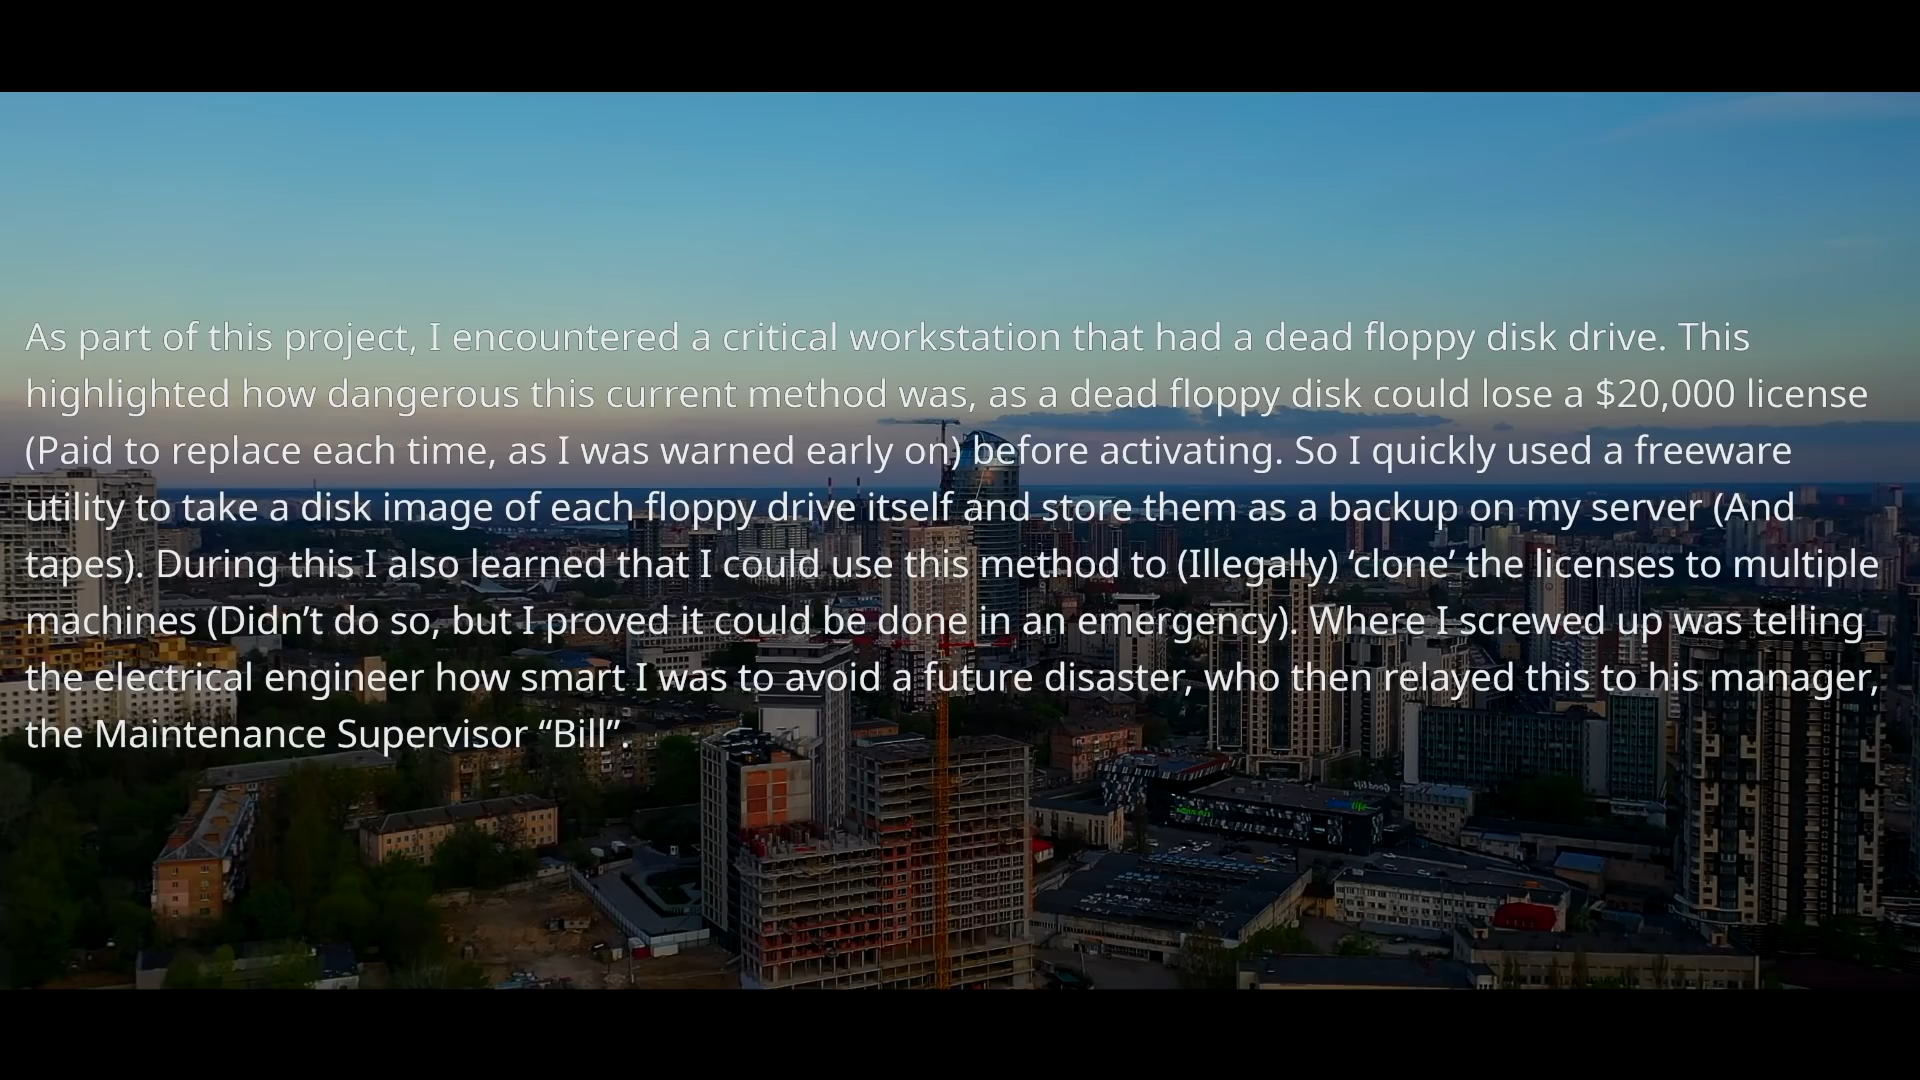 As part of this project, I encountered a critical workstation that had a dead floppy disk drive. This
highlighted how dangerous this current method was, as a dead floppy disk could lose a $20,000 license
(Paid to replace each time, as I was warned early on) before activating. So I quickly used a freeware
utility to take a disk image of each floppy drive itself and store them as a backup on my server (And
tapes). During this I also learned that I could use this method to (Illegally) ‘clone’ the licenses to multiple
machines (Didn’t do so, but I proved it could be done in an emergency). Where I screwed up was telling
the electrical engineer how smart I was to avoid a future disaster, who then relayed this to his manager,
the Maintenance Supervisor “Bill”.